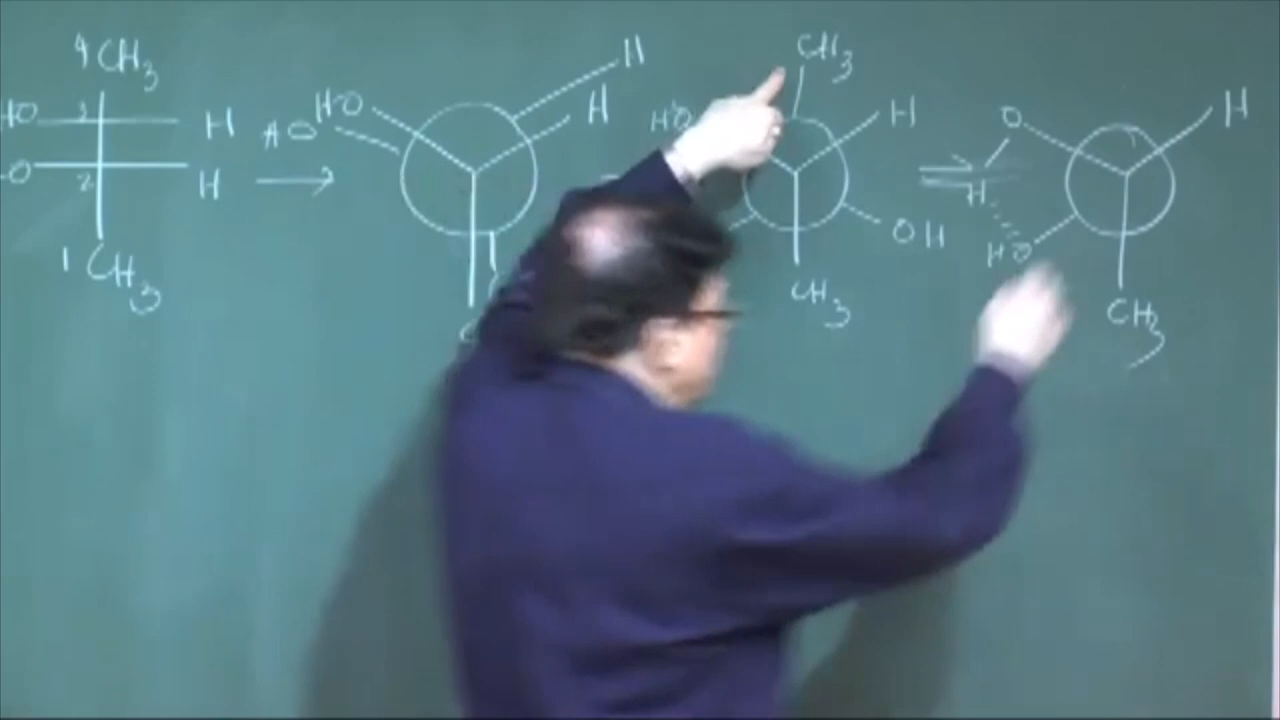 4 CH3
HO 3 H
O 2 H
1 CH3
HO H
HO H
C
CH3
HO H
OH
CH3
O H
H
HO
CH3